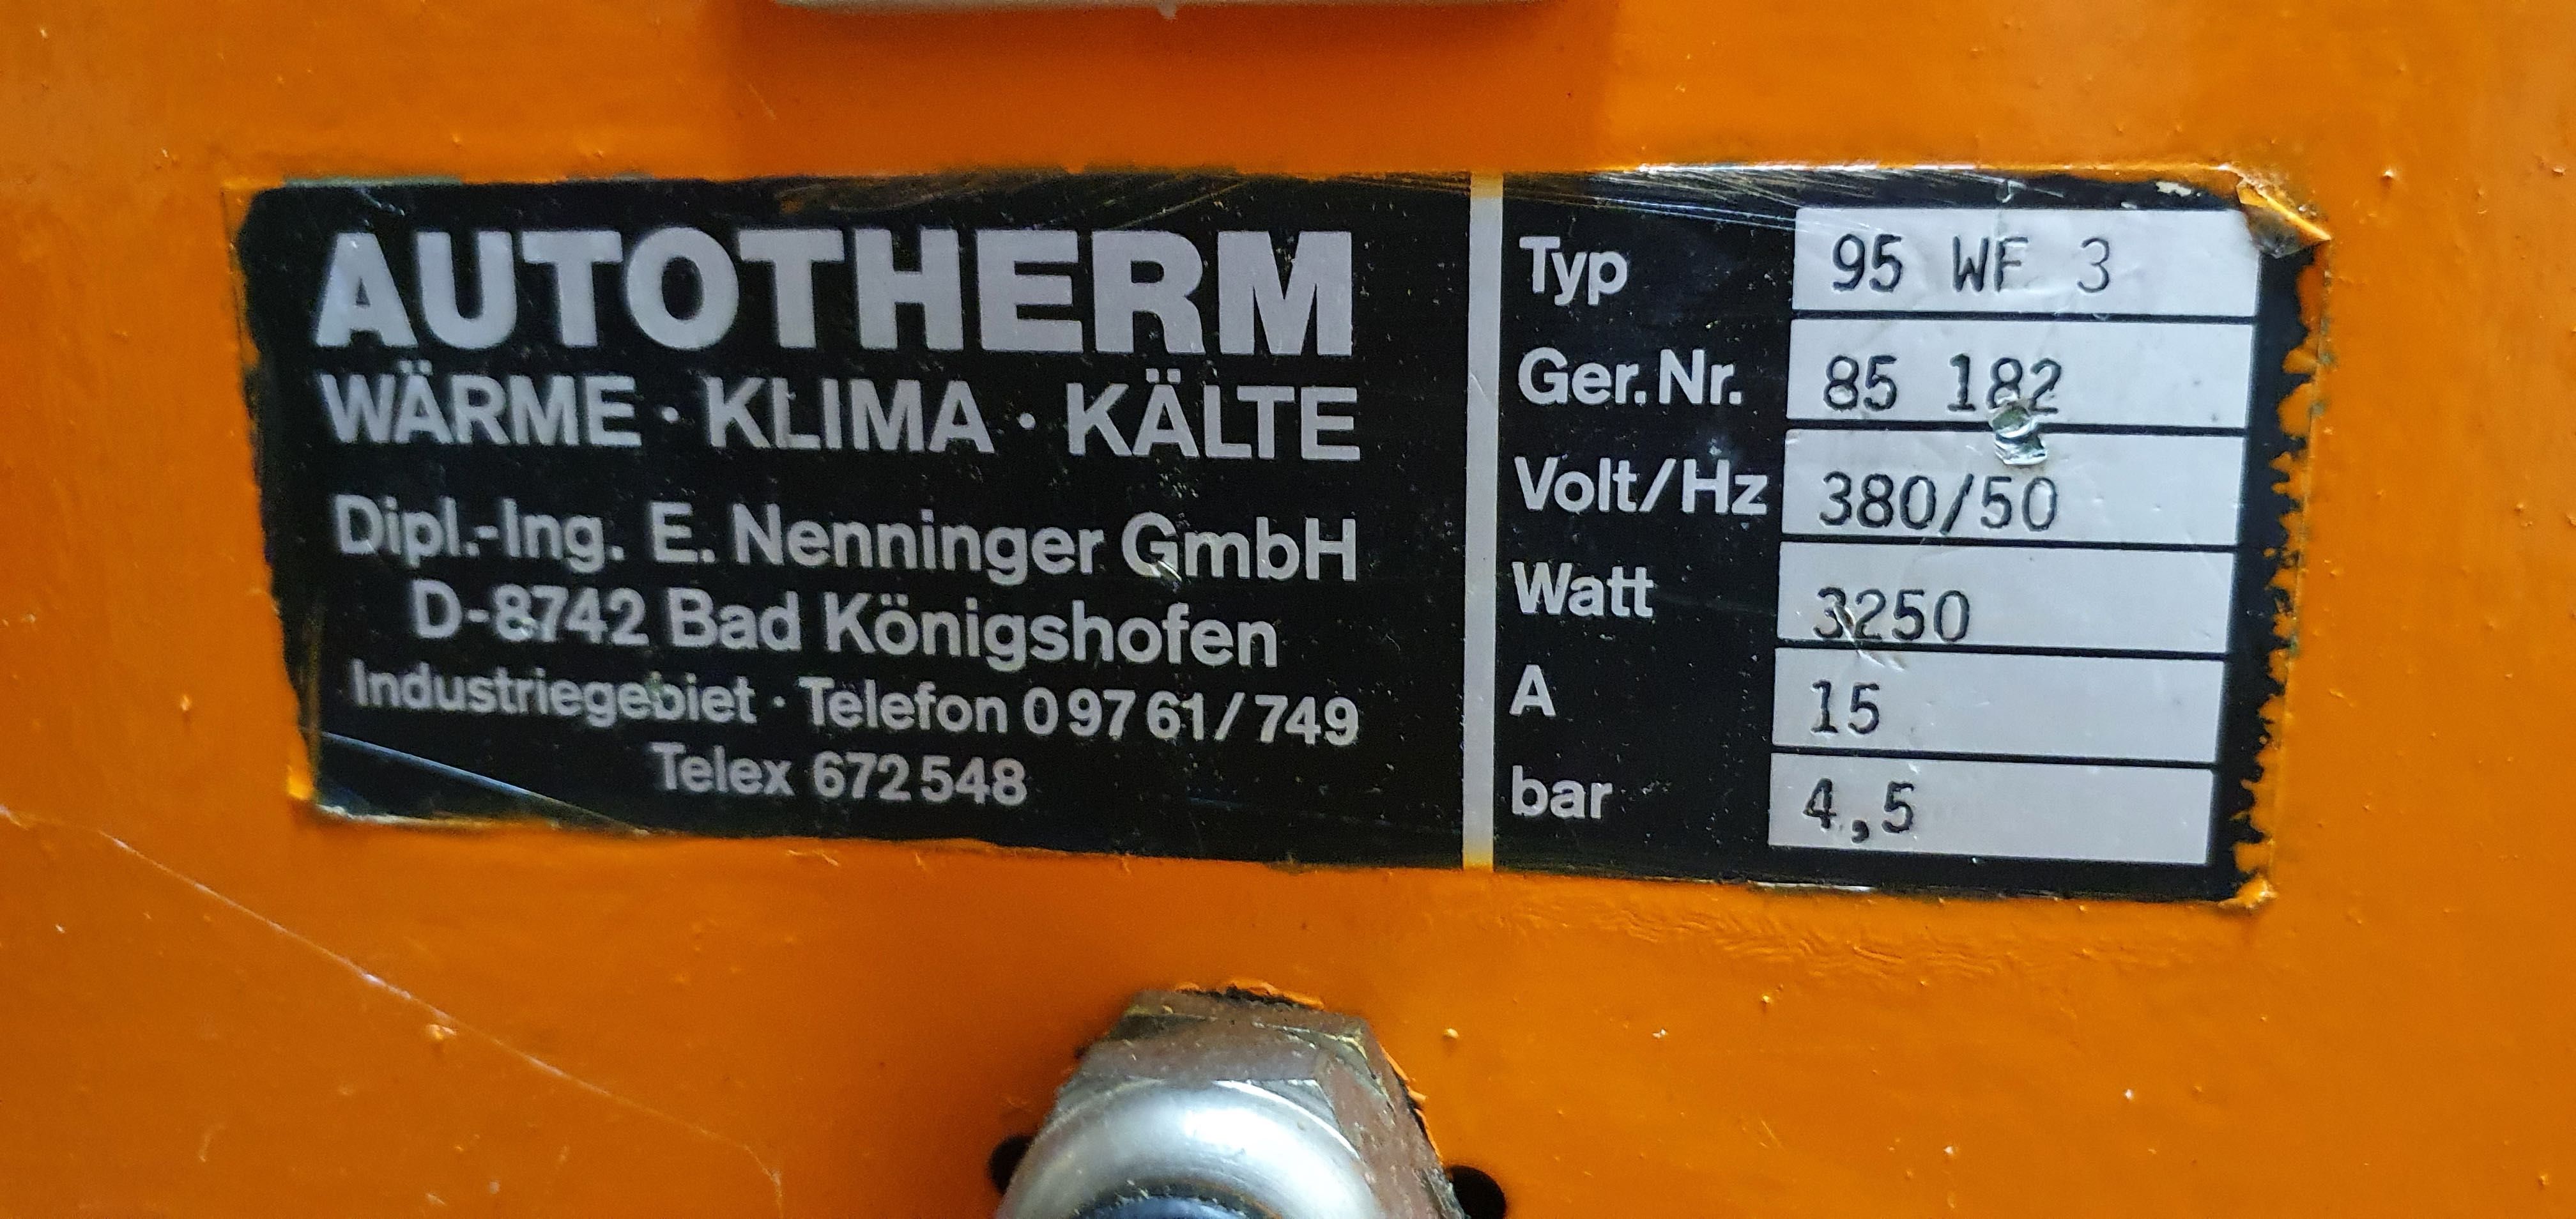 AUTOTHERM
WÄRME · KLIMA · KÄLTE
Dipl.-Ing. E. Nenninger GmbH
D-8742 Bad Königshofen
Industriegebiet · Telefon 0 97 61/ 749
Telex 672 548
Typ 95 WF 3
Ger. Nr. 85 182
Volt/Hz 380/50
Watt 3250
A 15
bar 4,5